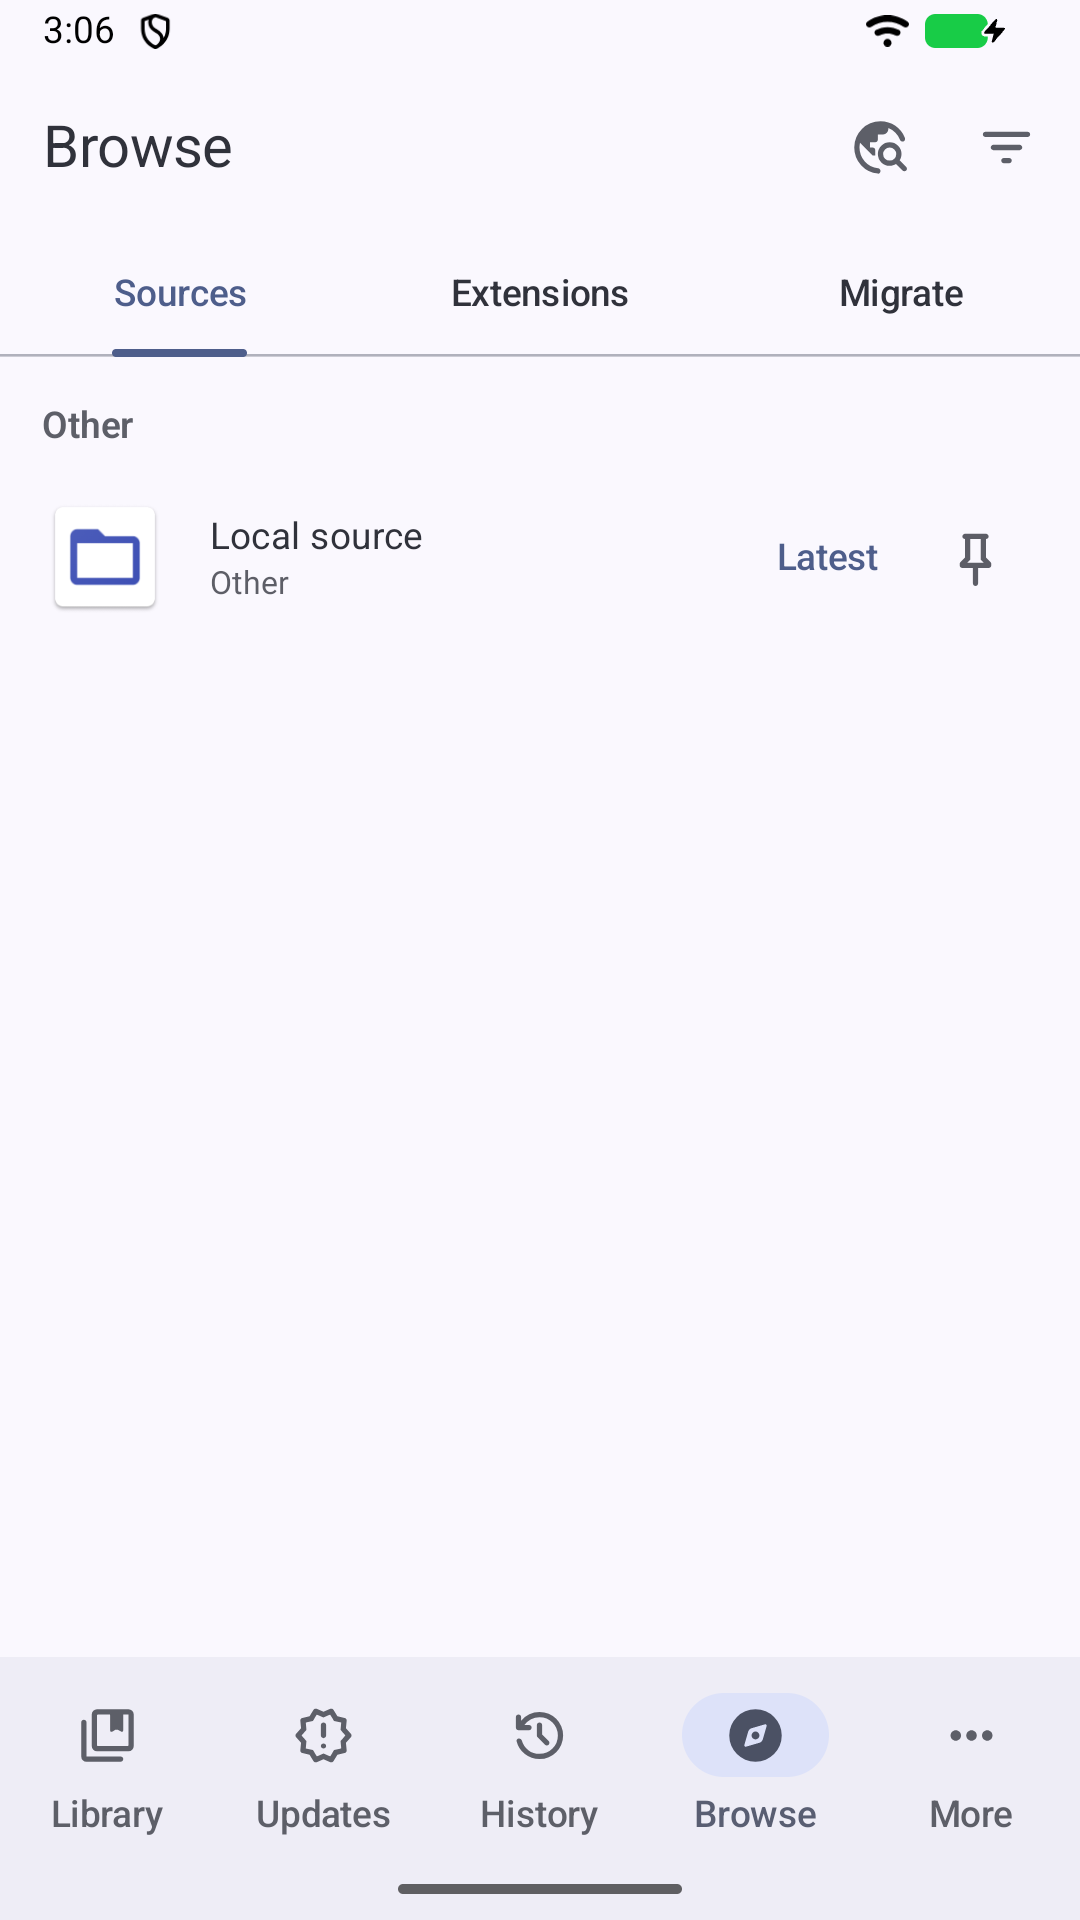 3:06
Browse
Sources Extensions Migrate
Other
Local source
Other
Latest
Library Updates History Browse More